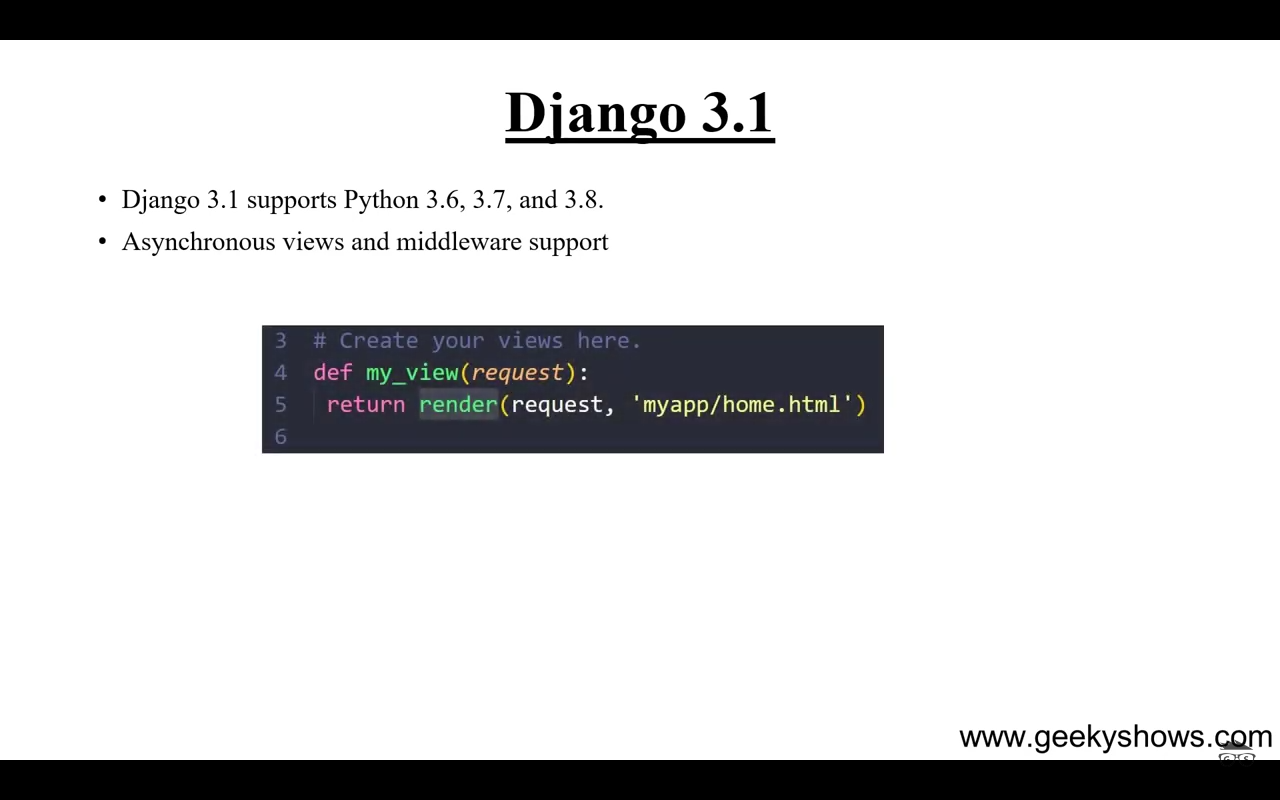 Django 3.1
• Django 3.1 supports Python 3.6, 3.7, and 3.8.
• Asynchronous views and middleware support
3 # Create your views here.
4 def my_view(request):
5 return render(request, 'myapp/home.html')
6
www.geekyshows.com